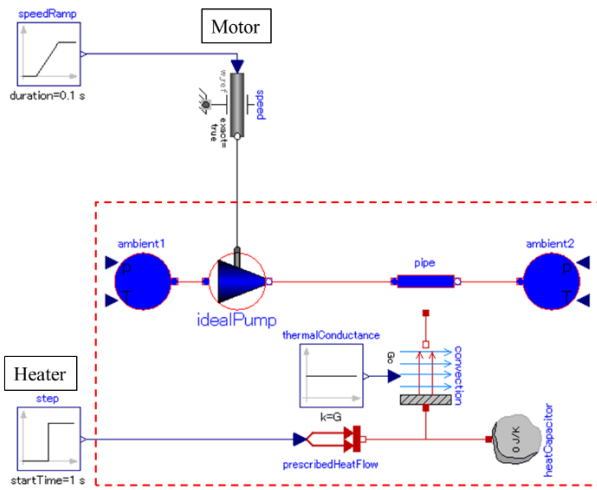 speedRamp
Motor
duration=0.1 s
w_ref
exact=
true
speed
ambient1
P
T
idealPump
pipe
ambient2
P
T
thermalConductance
Gc
convection
k=G
Heater
step
startTime=1 s
prescribedHeatFlow
0 J/K
heatCapacitor